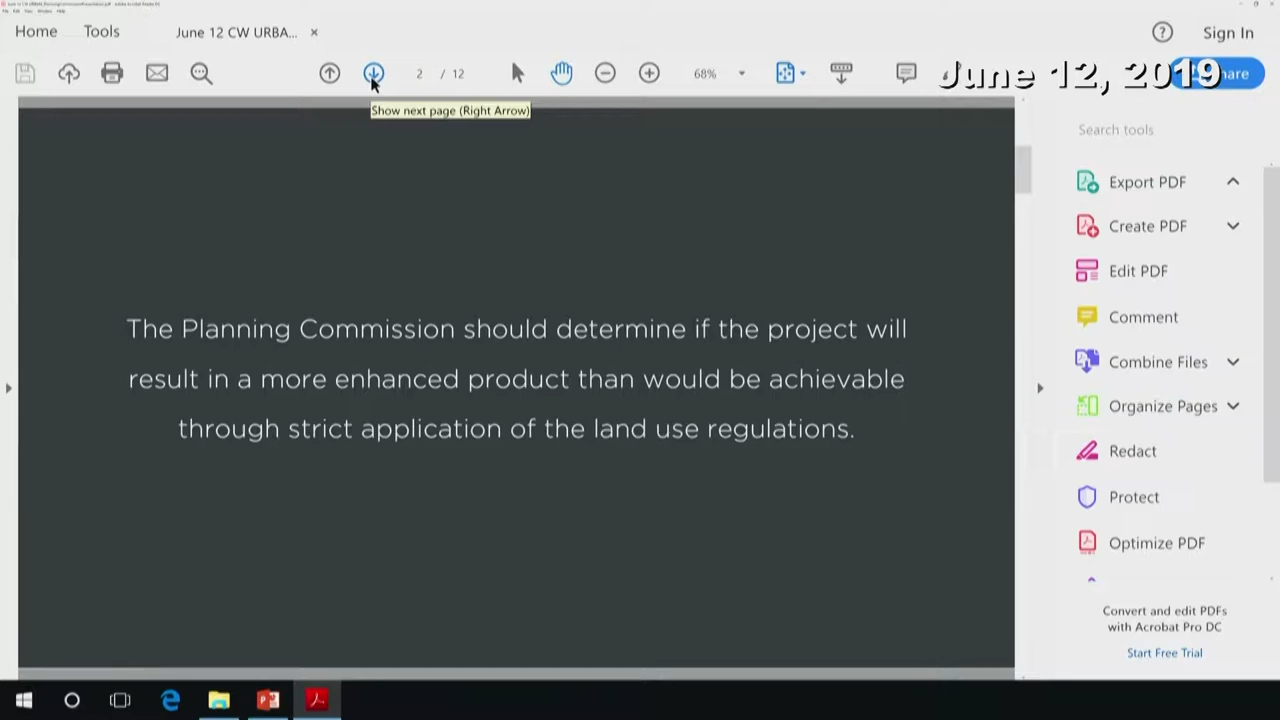 Home
Tools
June 12 CW URBA...
Sign In
2 / 12
68%
June 12, 2019
Show next page (Right Arrow)
Search tools
Export PDF
Create PDF
Edit PDF
Comment
Combine Files
Organize Pages
Redact
Protect
Optimize PDF
Convert and edit PDFs
with Acrobat Pro DC
Start Free Trial
The Planning Commission should determine if the project will
result in a more enhanced product than would be achievable
through strict application of the land use regulations.